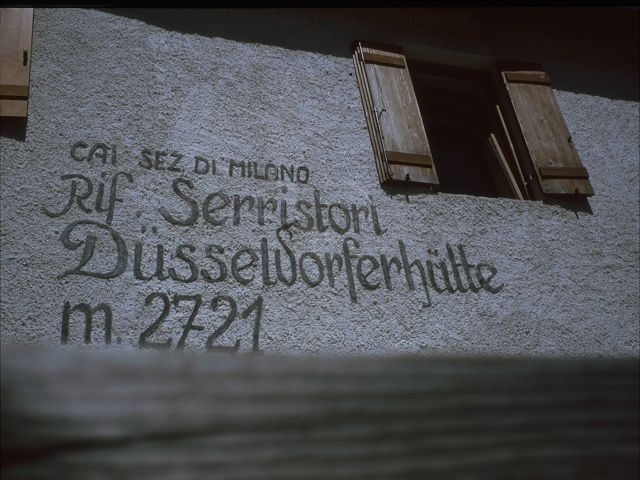 CAI SEZ. DI MILANO
Rif. Serristori
Düsseldorferhütte
m. 2721